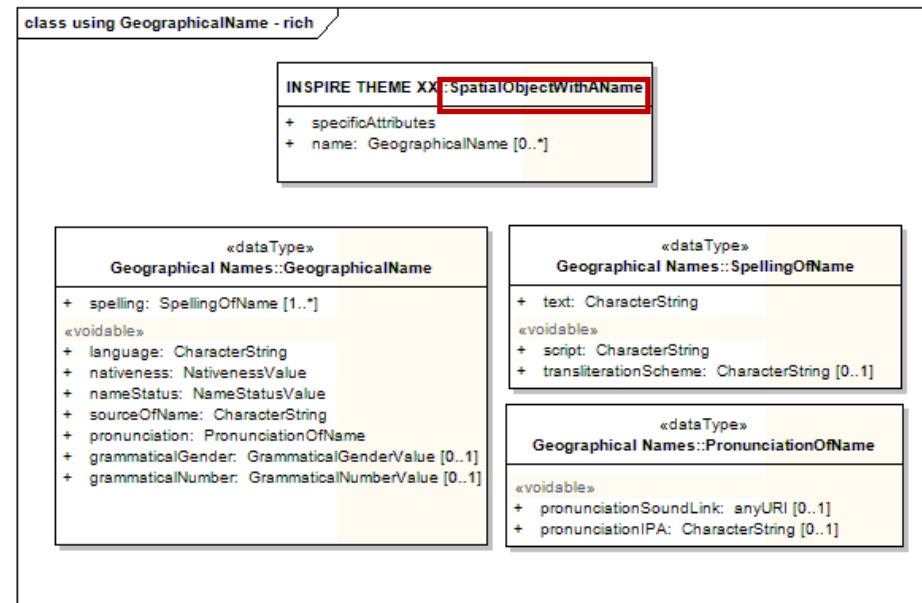 class using GeographicalName - rich
INSPIRE THEME XX::SpatialObjectWithAName
+ specificAttributes
+ name: GeographicalName [0..*]
«dataType»
Geographical Names::GeographicalName
+ spelling: SpellingOfName [1..*]
«voidable»
+ language: CharacterString
+ nativeness: NativenessValue
+ nameStatus: NameStatusValue
+ sourceOfName: CharacterString
+ pronunciation: PronunciationOfName
+ grammaticalGender: GrammaticalGenderValue [0..1]
+ grammaticalNumber: GrammaticalNumberValue [0..1]
«dataType»
Geographical Names::SpellingOfName
+ text: CharacterString
«voidable»
+ script: CharacterString
+ transliterationScheme: CharacterString [0..1]
«dataType»
Geographical Names::PronunciationOfName
«voidable»
+ pronunciationSoundLink: anyURI [0..1]
+ pronunciationIPA: CharacterString [0..1]